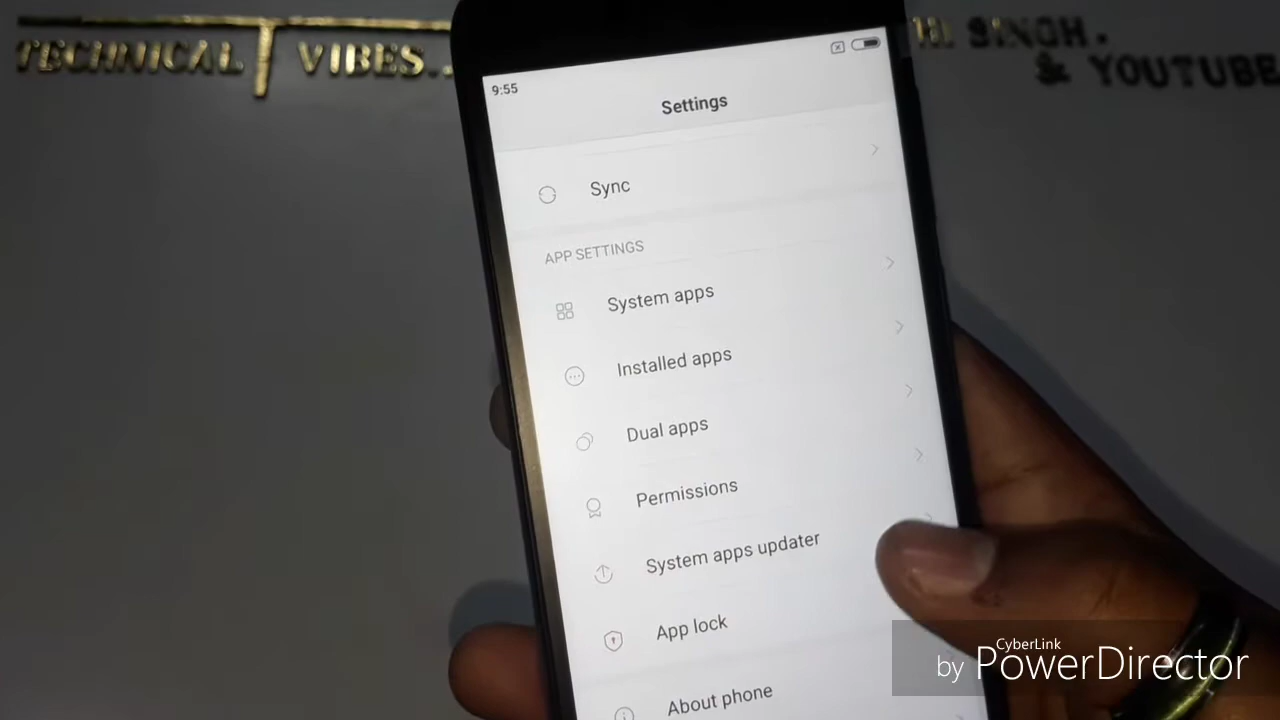 TECHNICAL VIBES..
SINGH.
& YOUTUBE
9:55
Settings
Sync
APP SETTINGS
System apps
Installed apps
Dual apps
Permissions
System apps updater
App lock
About phone
CyberLink
by PowerDirector